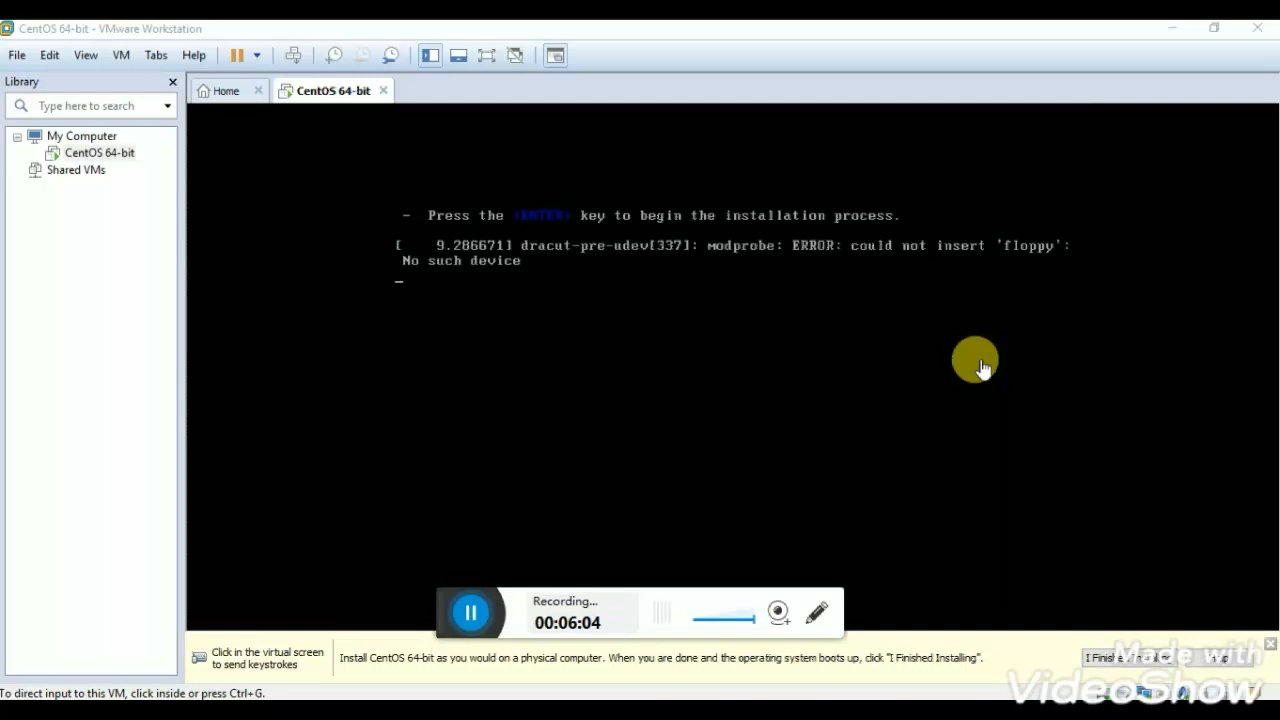 CentOS 64-bit - VMware Workstation
File Edit View VM Tabs Help
Library
Type here to search
My Computer
CentOS 64-bit
Shared VMs
Home
CentOS 64-bit
- Press the <ENTER> key to begin the installation process.
[ 9.286671] dracut-pre-udev[337]: modprobe: ERROR: could not insert 'floppy':
No such device
Recording...
00:06:04
Click in the virtual screen
to send keystrokes
Install CentOS 64-bit as you would on a physical computer. When you are done and the operating system boots up, click "I Finished Installing".
Made with
VideoShow
To direct input to this VM, click inside or press Ctrl+G.